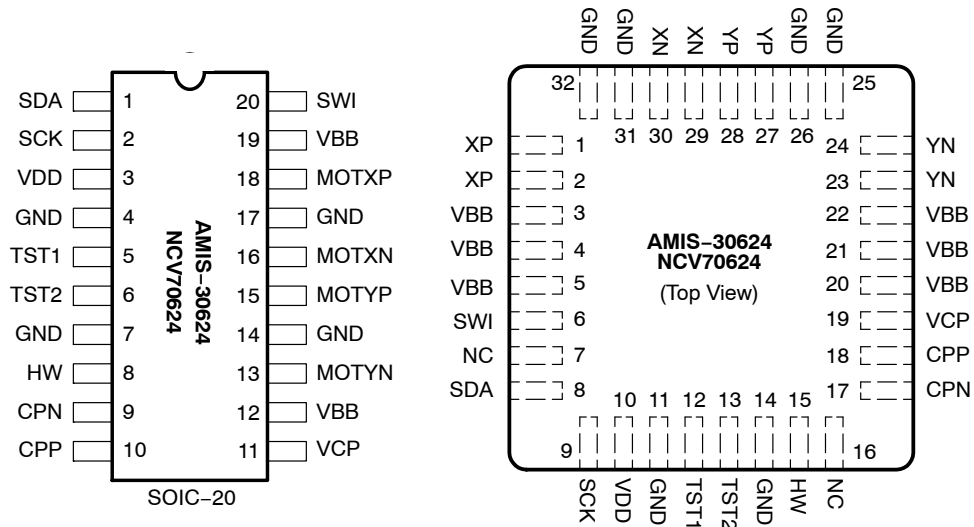 SDA 1 20 SWI
SCK 2 19 VBB
VDD 3 18 MOTXP
GND 4 17 GND
TST1 5 16 MOTXN
TST2 6 15 MOTYP
GND 7 14 GND
HW 8 13 MOTYN
CPN 9 12 VBB
CPP 10 11 VCP
AMIS−30624
NCV70624
SOIC−20
GND GND XN XN YP YP GND GND
32 31 30 29 28 27 26 25
XP 1 24 YN
XP 2 23 YN
VBB 3 22 VBB
VBB 4 21 VBB
VBB 5 20 VBB
SWI 6 19 VCP
NC 7 18 CPP
SDA 8 17 CPN
AMIS−30624
NCV70624
(Top View)
9 10 11 12 13 14 15 16
SCK VDD GND TST1 TST2 GND HW NC